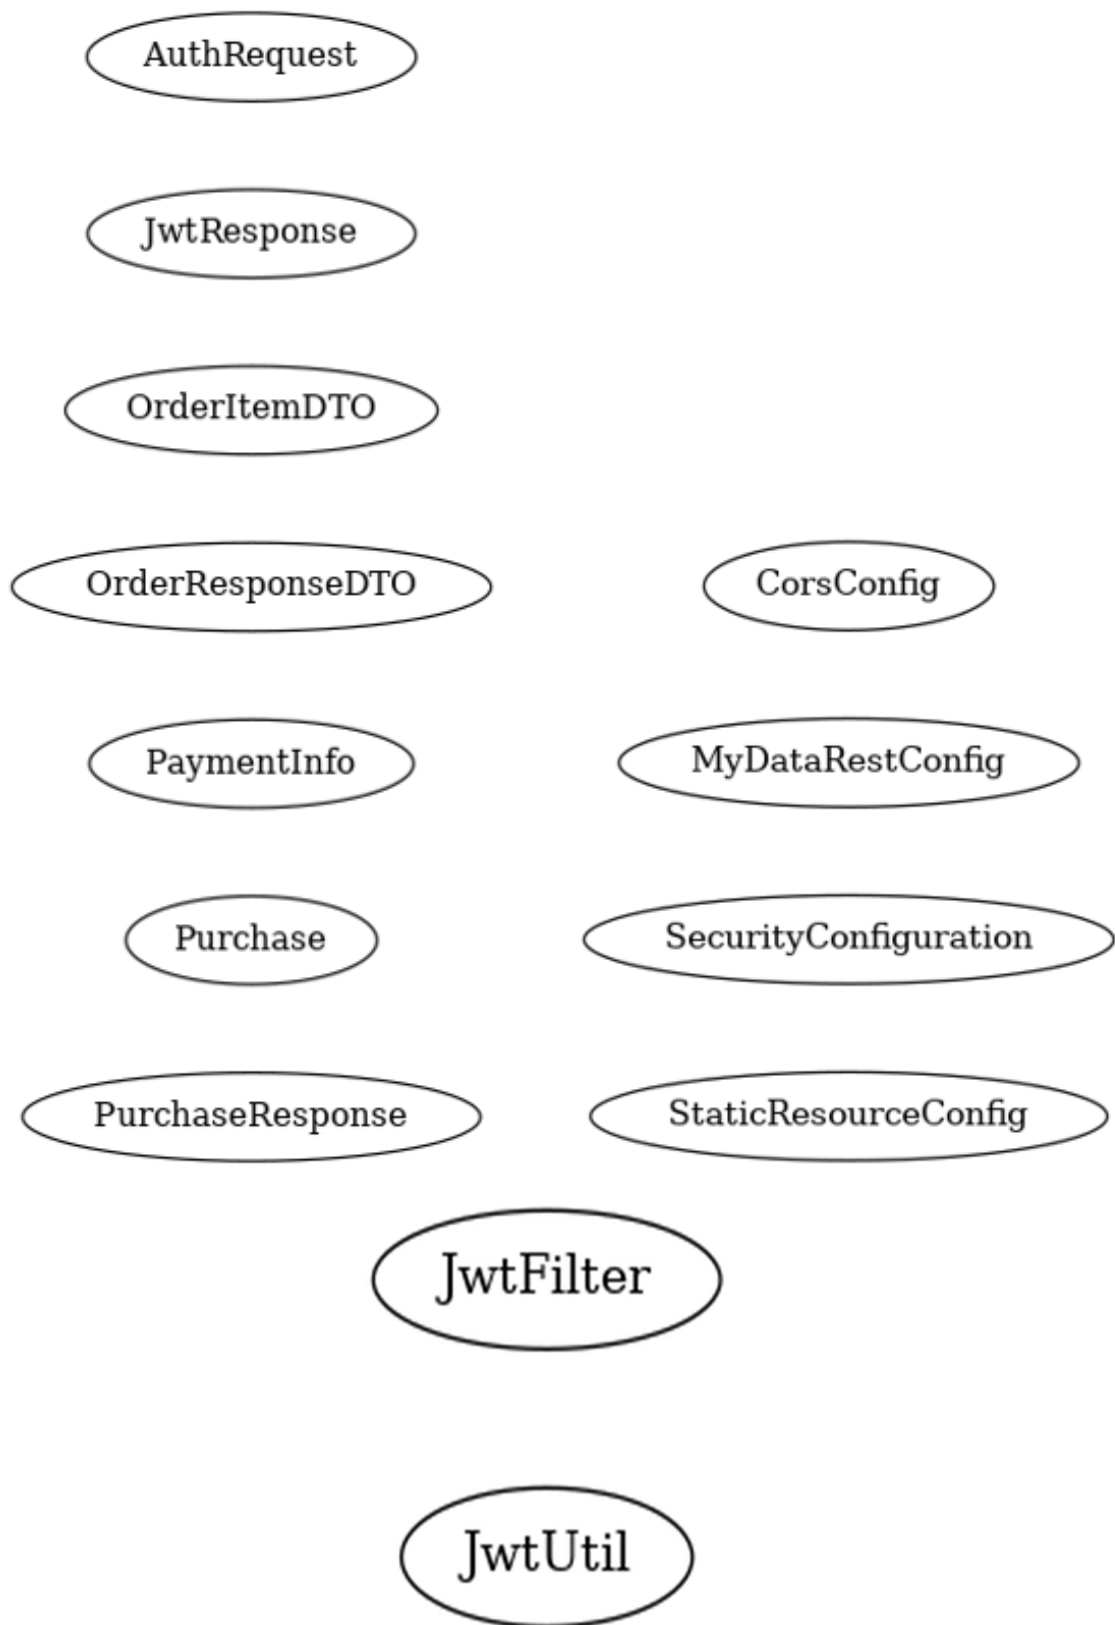 AuthRequest
JwtResponse
OrderItemDTO
OrderResponseDTO
PaymentInfo
Purchase
PurchaseResponse
CorsConfig
MyDataRestConfig
SecurityConfiguration
StaticResourceConfig
JwtFilter
JwtUtil